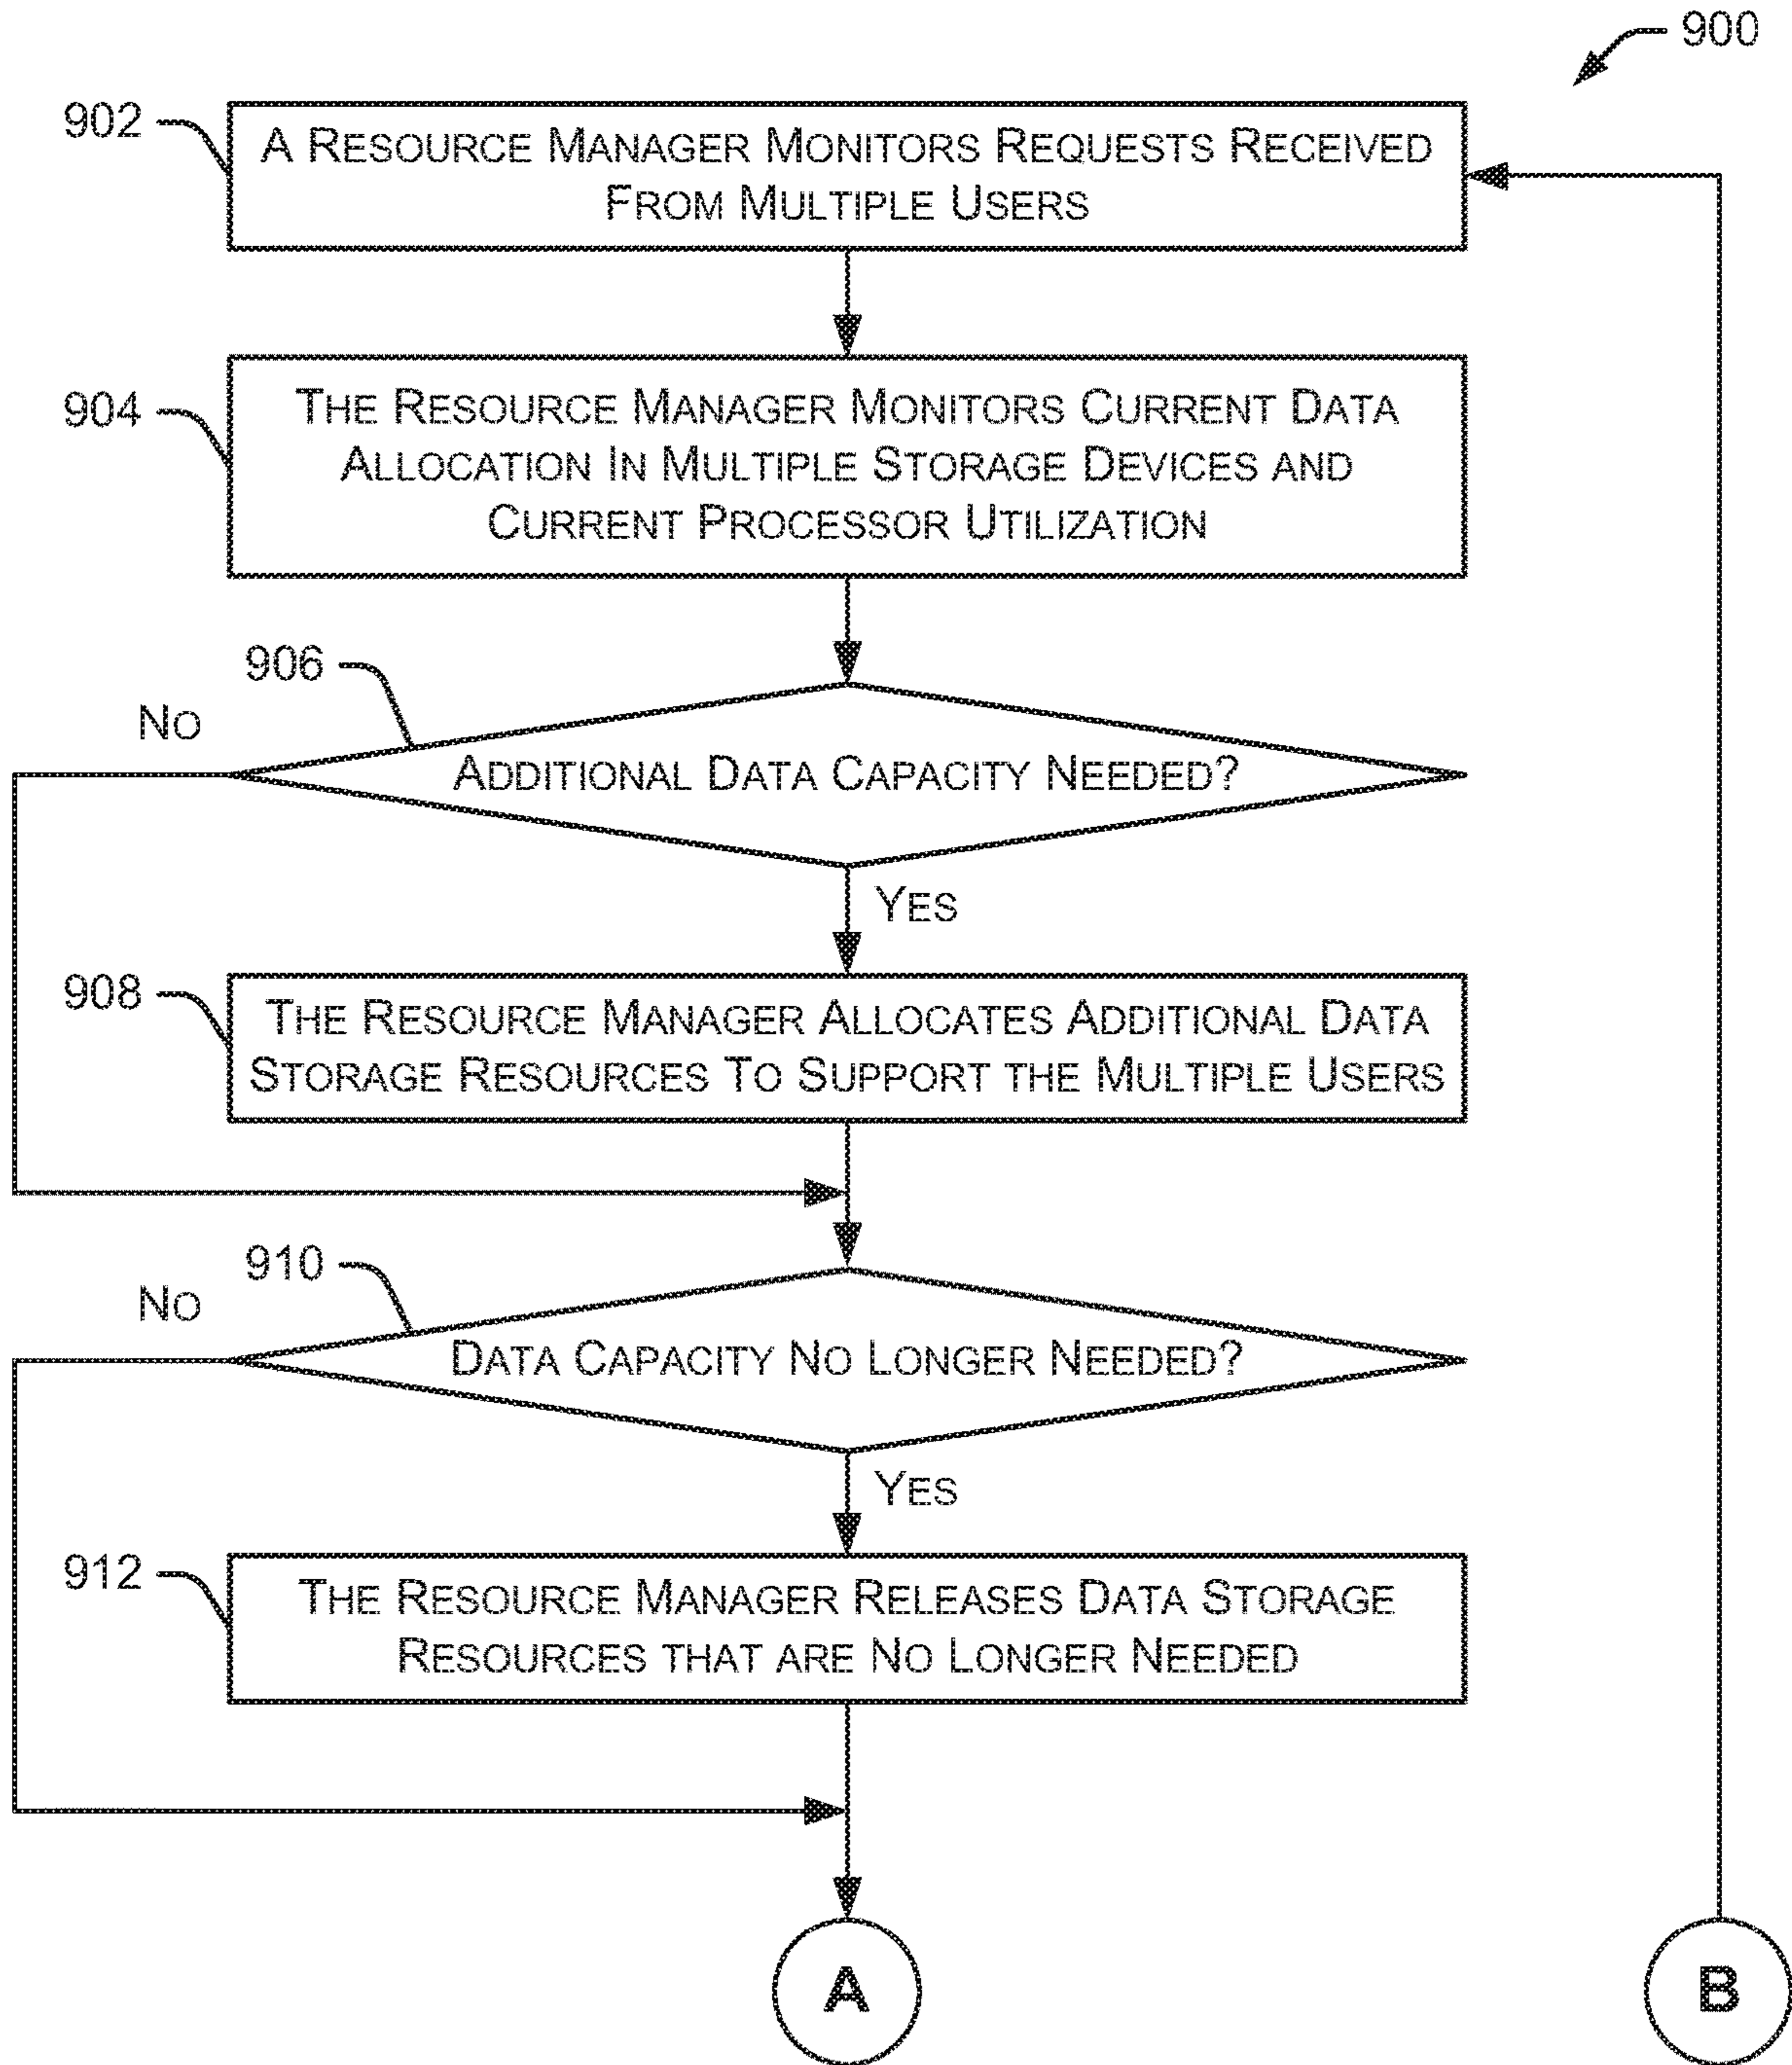 900
902
A RESOURCE MANAGER MONITORS REQUESTS RECEIVED
FROM MULTIPLE USERS
904
THE RESOURCE MANAGER MONITORS CURRENT DATA
ALLOCATION IN MULTIPLE STORAGE DEVICES AND
CURRENT PROCESSOR UTILIZATION
906
NO
ADDITIONAL DATA CAPACITY NEEDED?
YES
908
THE RESOURCE MANAGER ALLOCATES ADDITIONAL DATA
STORAGE RESOURCES TO SUPPORT THE MULTIPLE USERS
910
NO
DATA CAPACITY NO LONGER NEEDED?
YES
912
THE RESOURCE MANAGER RELEASES DATA STORAGE
RESOURCES THAT ARE NO LONGER NEEDED
A
B